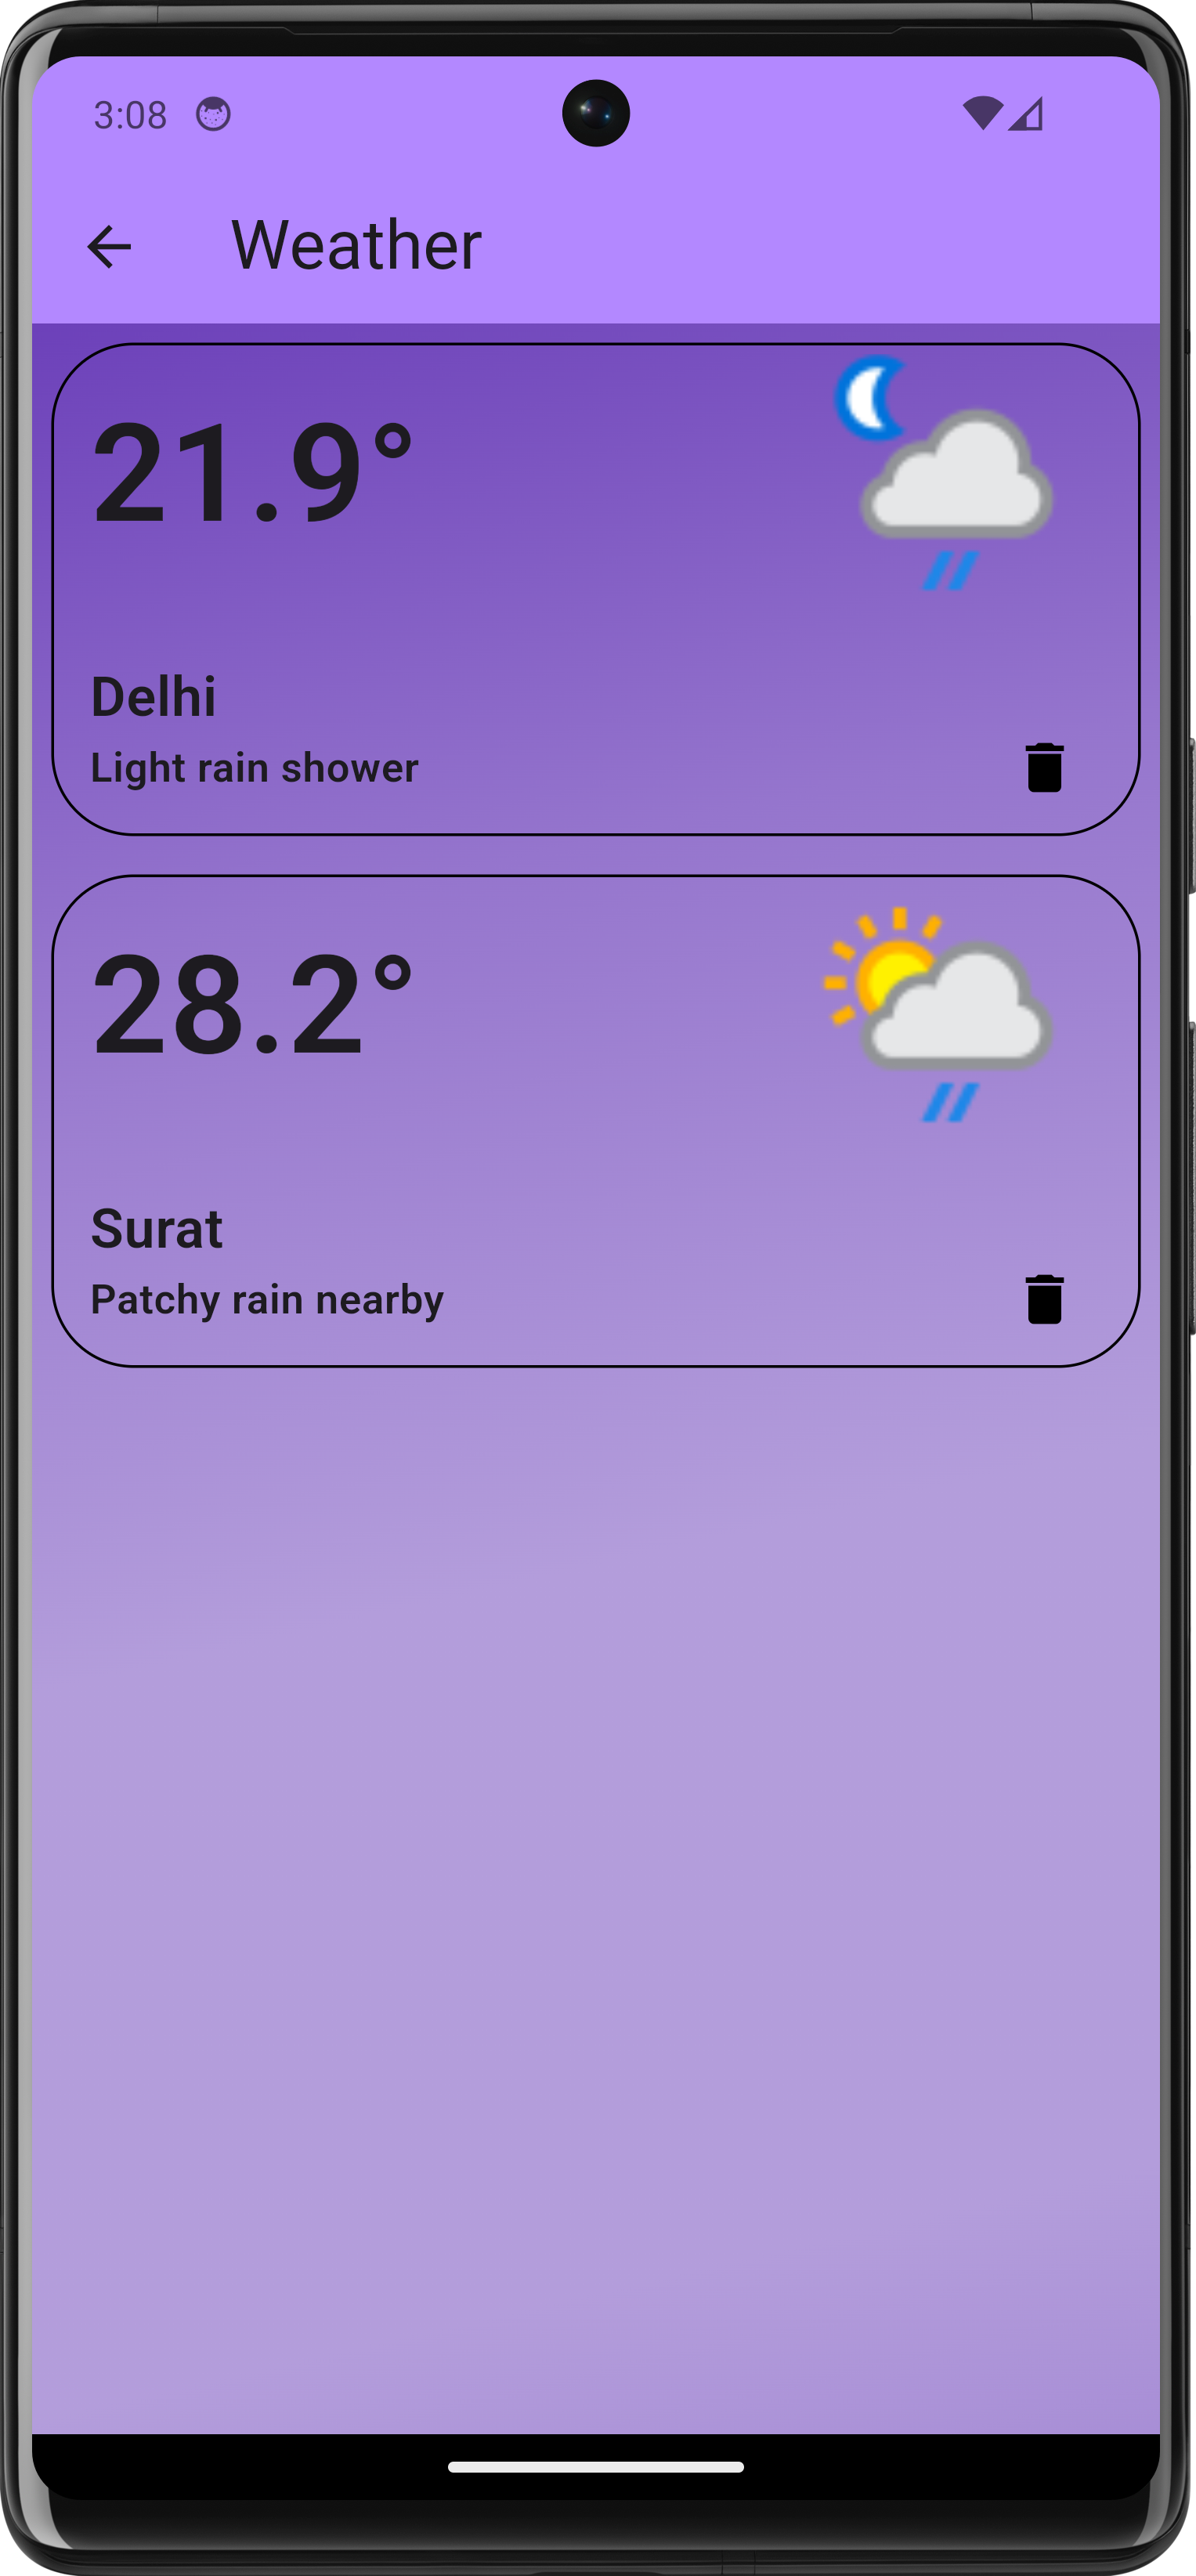 3:08
Weather
21.9°
Delhi
Light rain shower
28.2°
Surat
Patchy rain nearby